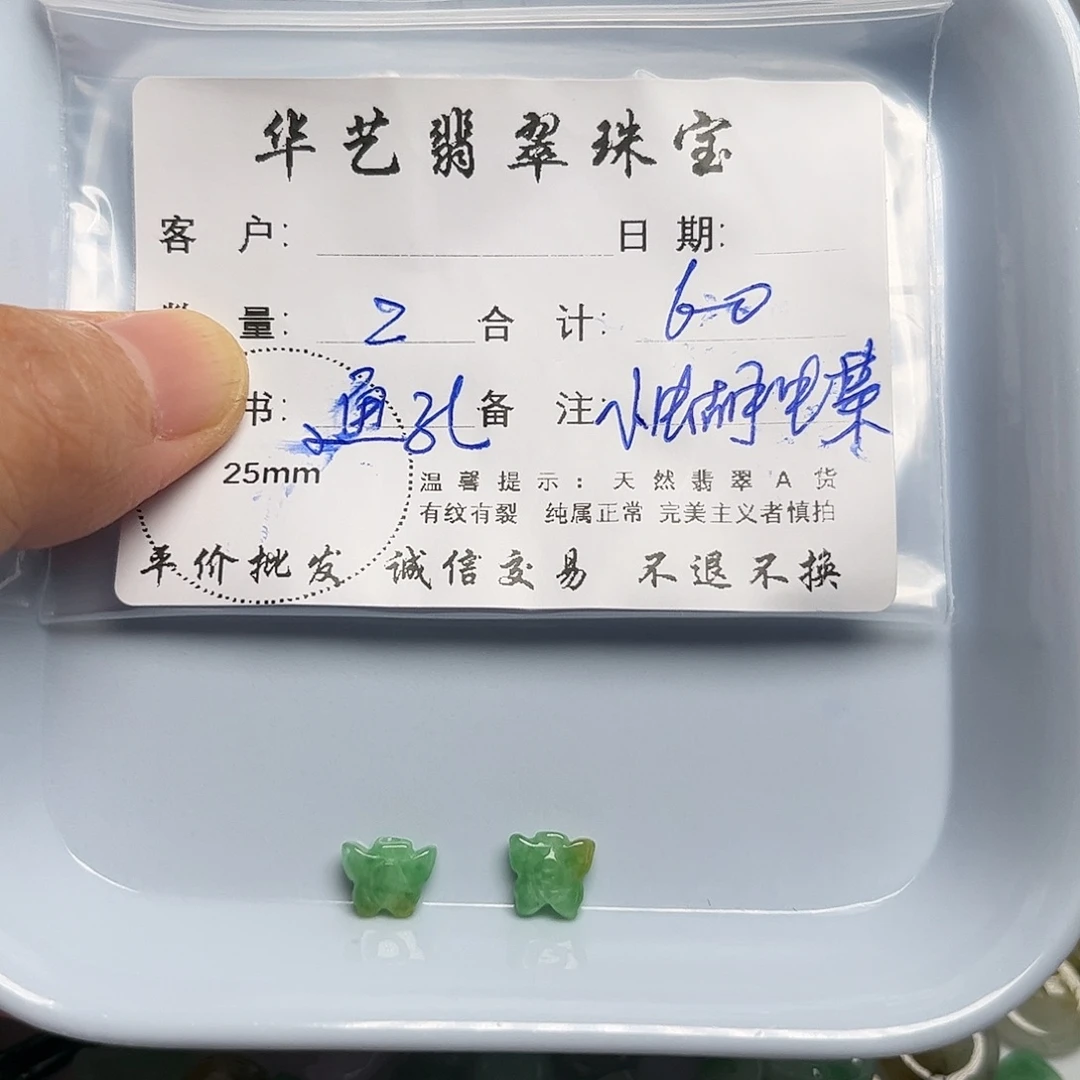 华艺翡翠珠宝
客 户: 日 期:
量: 2 合 计: 60
书: 通孔 备 注 小蝴蝶
25mm
温馨提示:天然翡翠A货
有纹有裂 纯属正常 完美主义者慎拍
平价批发 诚信交易 不退不换